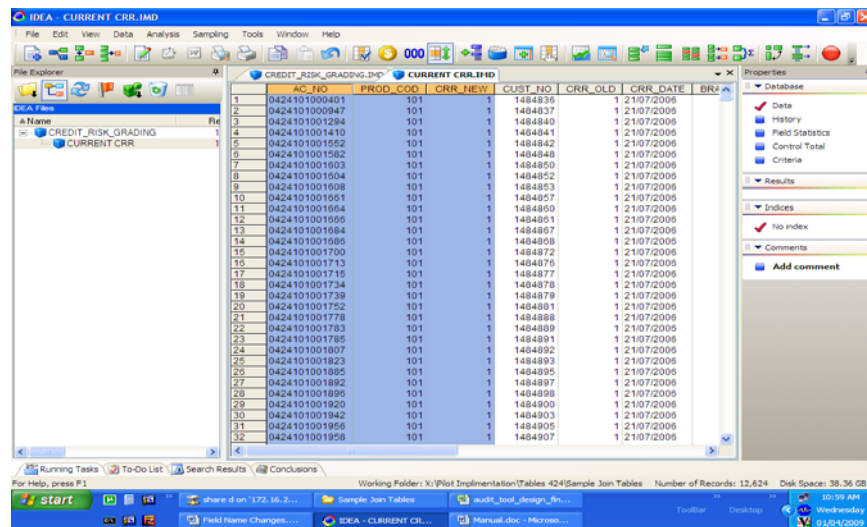 IDEA - CURRENT CRR.IMD
File Edit View Data Analysis Sampling Tools Window Help
File Explorer
IDEA Files
Name Re
CREDIT_RISK_GRADING 1
CURRENT CRR 1
CREDIT_RISK_GRADING.IMD CURRENT CRR.IMD
AC_NO PROD_COD CRR_NEW CUST_NO CRR_OLD CRR_DATE BRA
1 0424101000401 101 1 1484836 1 21/07/2006
2 0424101000947 101 1 1484837 1 21/07/2006
3 0424101001294 101 1 1484840 1 21/07/2006
4 0424101001410 101 1 1484841 1 21/07/2006
5 0424101001552 101 1 1484842 1 21/07/2006
6 0424101001582 101 1 1484848 1 21/07/2006
7 0424101001603 101 1 1484850 1 21/07/2006
8 0424101001604 101 1 1484852 1 21/07/2006
9 0424101001608 101 1 1484853 1 21/07/2006
10 0424101001651 101 1 1484857 1 21/07/2006
11 0424101001664 101 1 1484860 1 21/07/2006
12 0424101001666 101 1 1484861 1 21/07/2006
13 0424101001684 101 1 1484867 1 21/07/2006
14 0424101001686 101 1 1484868 1 21/07/2006
15 0424101001700 101 1 1484872 1 21/07/2006
16 0424101001713 101 1 1484876 1 21/07/2006
17 0424101001715 101 1 1484877 1 21/07/2006
18 0424101001734 101 1 1484878 1 21/07/2006
19 0424101001739 101 1 1484879 1 21/07/2006
20 0424101001752 101 1 1484881 1 21/07/2006
21 0424101001778 101 1 1484888 1 21/07/2006
22 0424101001783 101 1 1484889 1 21/07/2006
23 0424101001785 101 1 1484891 1 21/07/2006
24 0424101001807 101 1 1484892 1 21/07/2006
25 0424101001823 101 1 1484893 1 21/07/2006
26 0424101001885 101 1 1484895 1 21/07/2006
27 0424101001892 101 1 1484897 1 21/07/2006
28 0424101001896 101 1 1484898 1 21/07/2006
29 0424101001920 101 1 1484900 1 21/07/2006
30 0424101001942 101 1 1484903 1 21/07/2006
31 0424101001956 101 1 1484905 1 21/07/2006
32 0424101001958 101 1 1484907 1 21/07/2006
Properties
Database
Data
History
Field Statistics
Control Total
Criteria
Results
Indices
No index
Comments
Add comment
Running Tasks To-Do List Search Results Conclusions
For Help, press F1 Working Folder: X:\Pilot Implimentation\Tables 424\Sample Join Tables Number of Records: 12,624 Disk Space: 38.36 GB
start share d on '172.16.2... Sample Join Tables audit_tool_design_fin... 10:59 AM
ToolBar Desktop Wednesday
Field Name Changes.... IDEA - CURRENT CR... Manual.doc - Microso... 01/04/2009